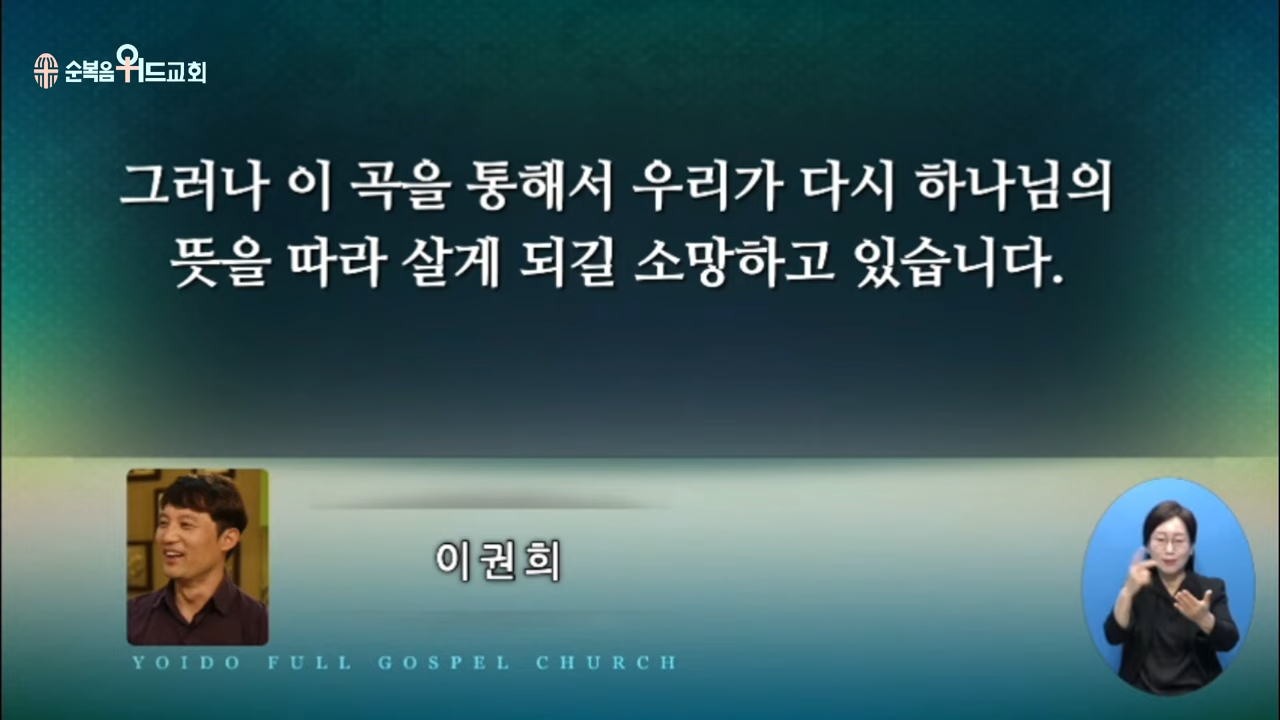 순복음위드교회
그러나 이 곡을 통해서 우리가 다시 하나님의
뜻을 따라 살게 되길 소망하고 있습니다.
이권희
YOIDO FULL GOSPEL CHURCH